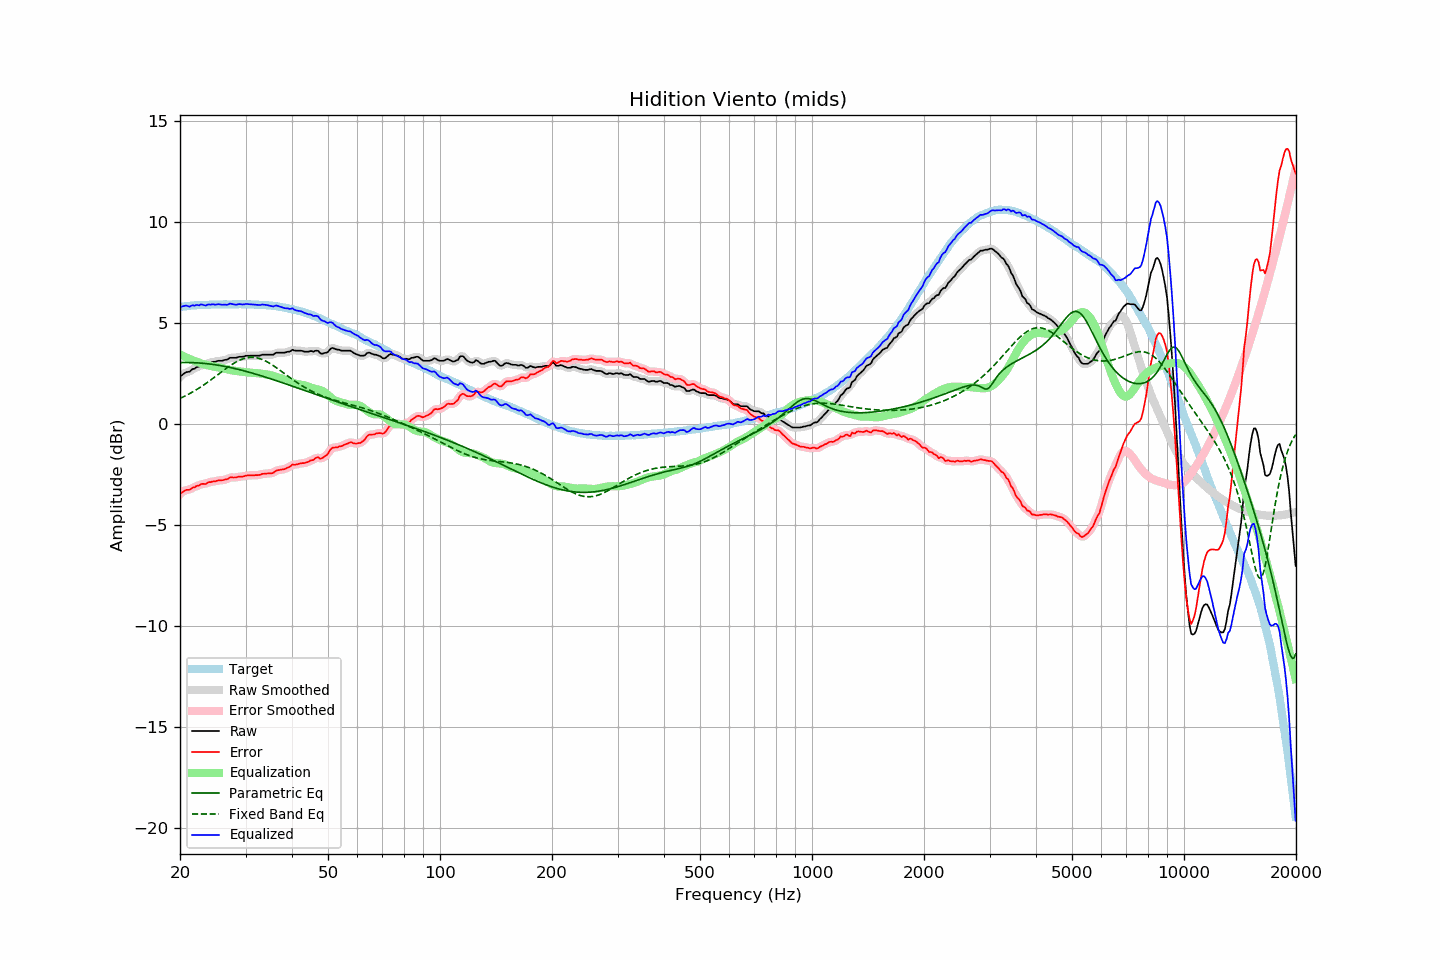 Hidition Viento (mids)
15
10
5
0
−5
−10
−15
−20
Amplitude (dBr)
Target
Raw Smoothed
Error Smoothed
Raw
Error
Equalization
Parametric Eq
Fixed Band Eq
Equalized
20
50
100
200
500
1000
2000
5000
10000
20000
Frequency (Hz)